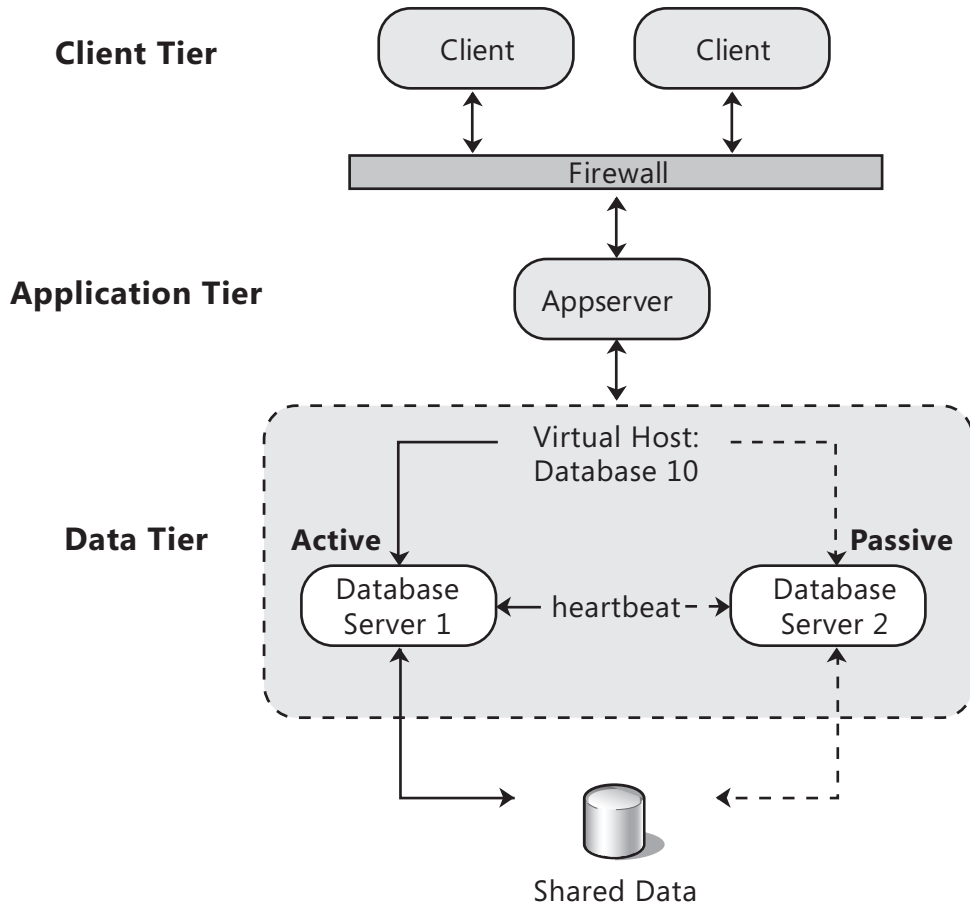 Client Tier
Client
Client
Firewall
Application Tier
Appserver
Virtual Host:
Database 10
Data Tier
Active
Passive
Database
Server 1
heartbeat
Database
Server 2
Shared Data